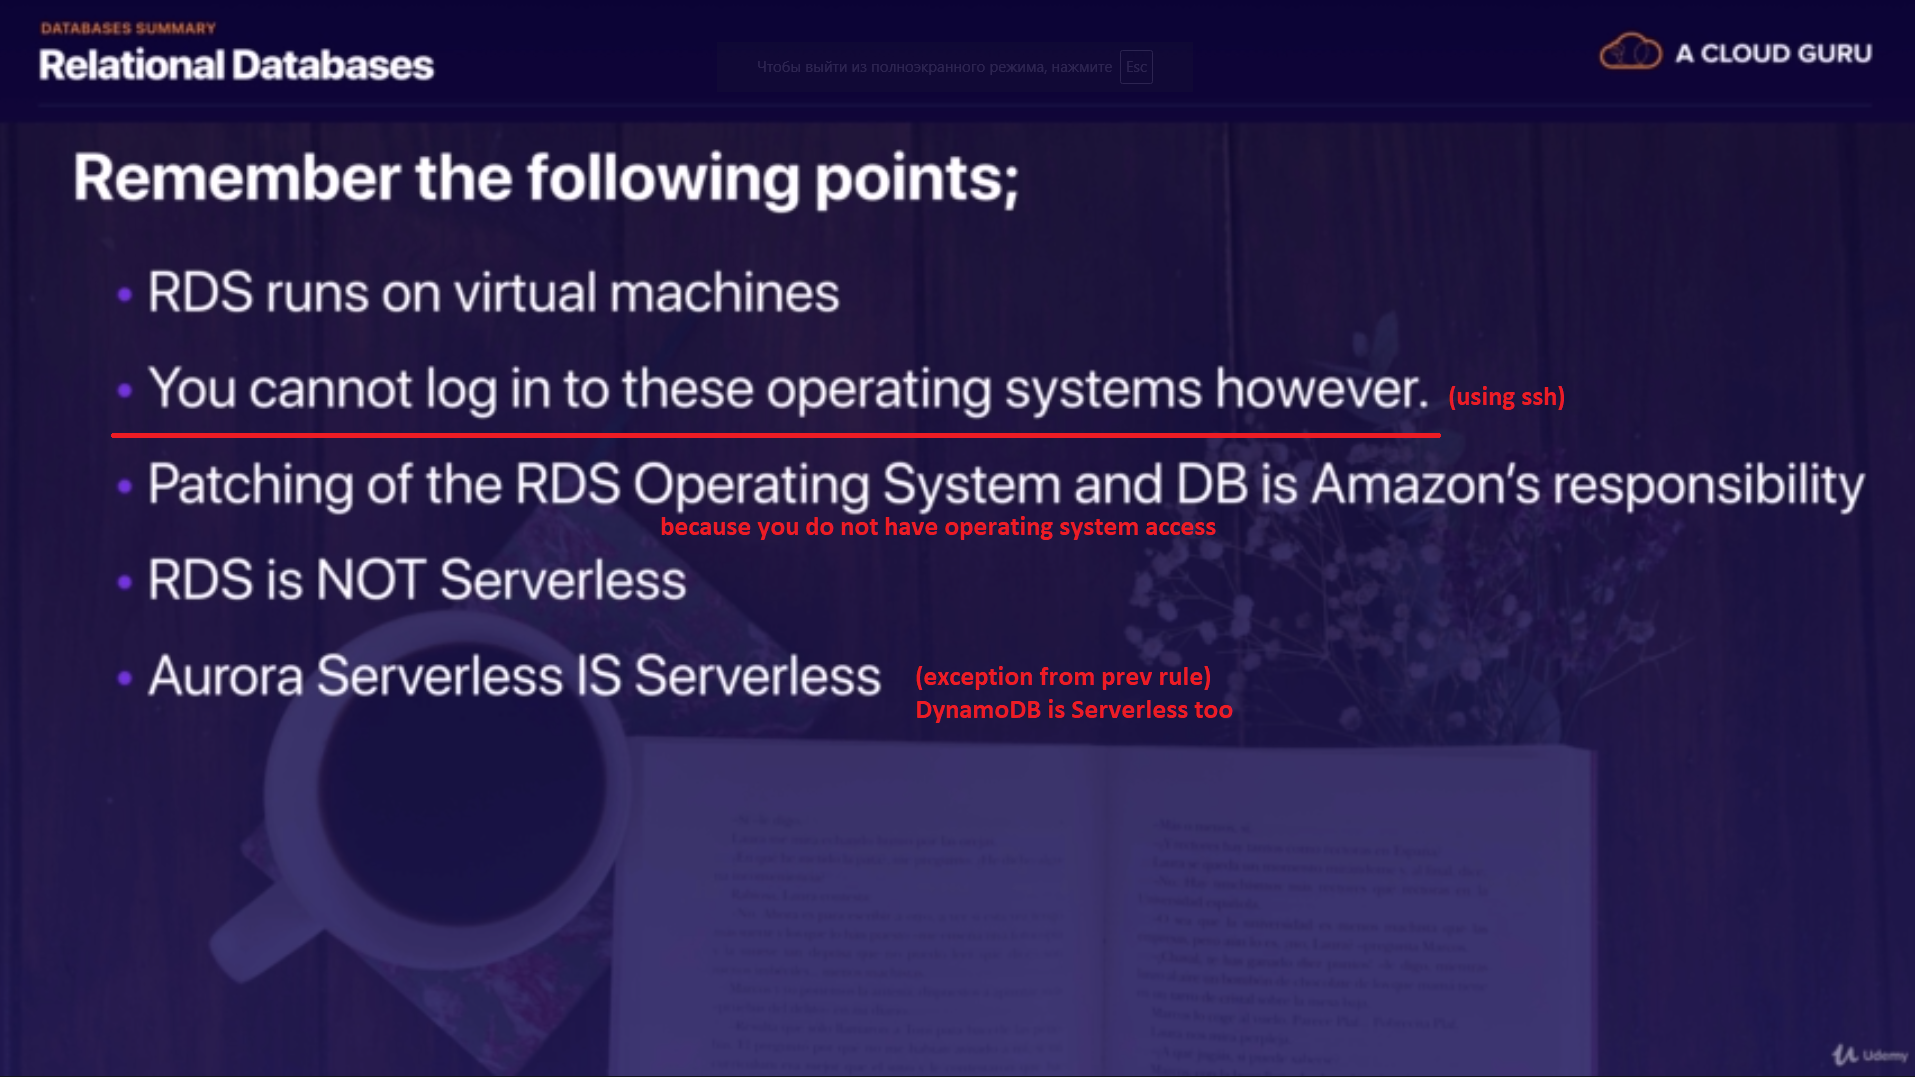 DATABASES SUMMARY
Relational Databases
Чтобы выйти из полноэкранного режима, нажмите Esc
A CLOUD GURU
Remember the following points;
• RDS runs on virtual machines
• You cannot log in to these operating systems however. (using ssh)
• Patching of the RDS Operating System and DB is Amazon's responsibility
because you do not have operating system access
• RDS is NOT Serverless
• Aurora Serverless IS Serverless (exception from prev rule)
DynamoDB is Serverless too
Udemy